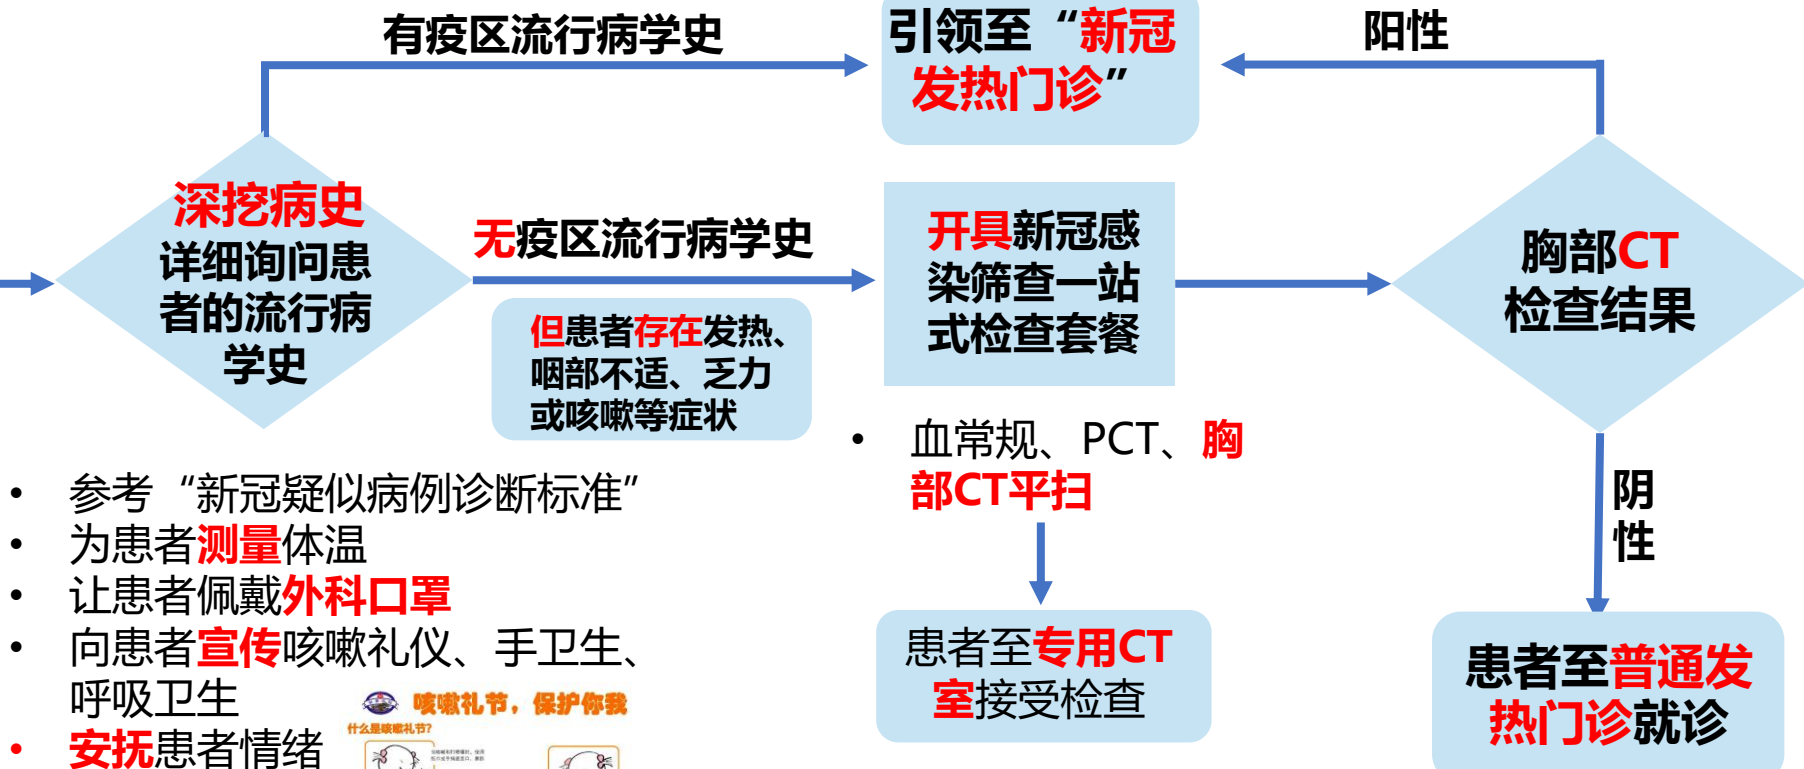 有疫区流行病学史
引领至“新冠
发热门诊”
阳性
深挖病史
详细询问患
者的流行病
学史
无疫区流行病学史
但患者存在发热、
咽部不适、乏力
或咳嗽等症状
开具新冠感
染筛查一站
式检查套餐
胸部CT
检查结果
• 血常规、PCT、胸
部CT平扫
患者至专用CT
室接受检查
阴
性
患者至普通发
热门诊就诊
• 参考“新冠疑似病例诊断标准”
• 为患者测量体温
• 让患者佩戴外科口罩
• 向患者宣传咳嗽礼仪、手卫生、
呼吸卫生
• 安抚患者情绪
咳嗽礼节，保护你我
什么是咳嗽礼节?